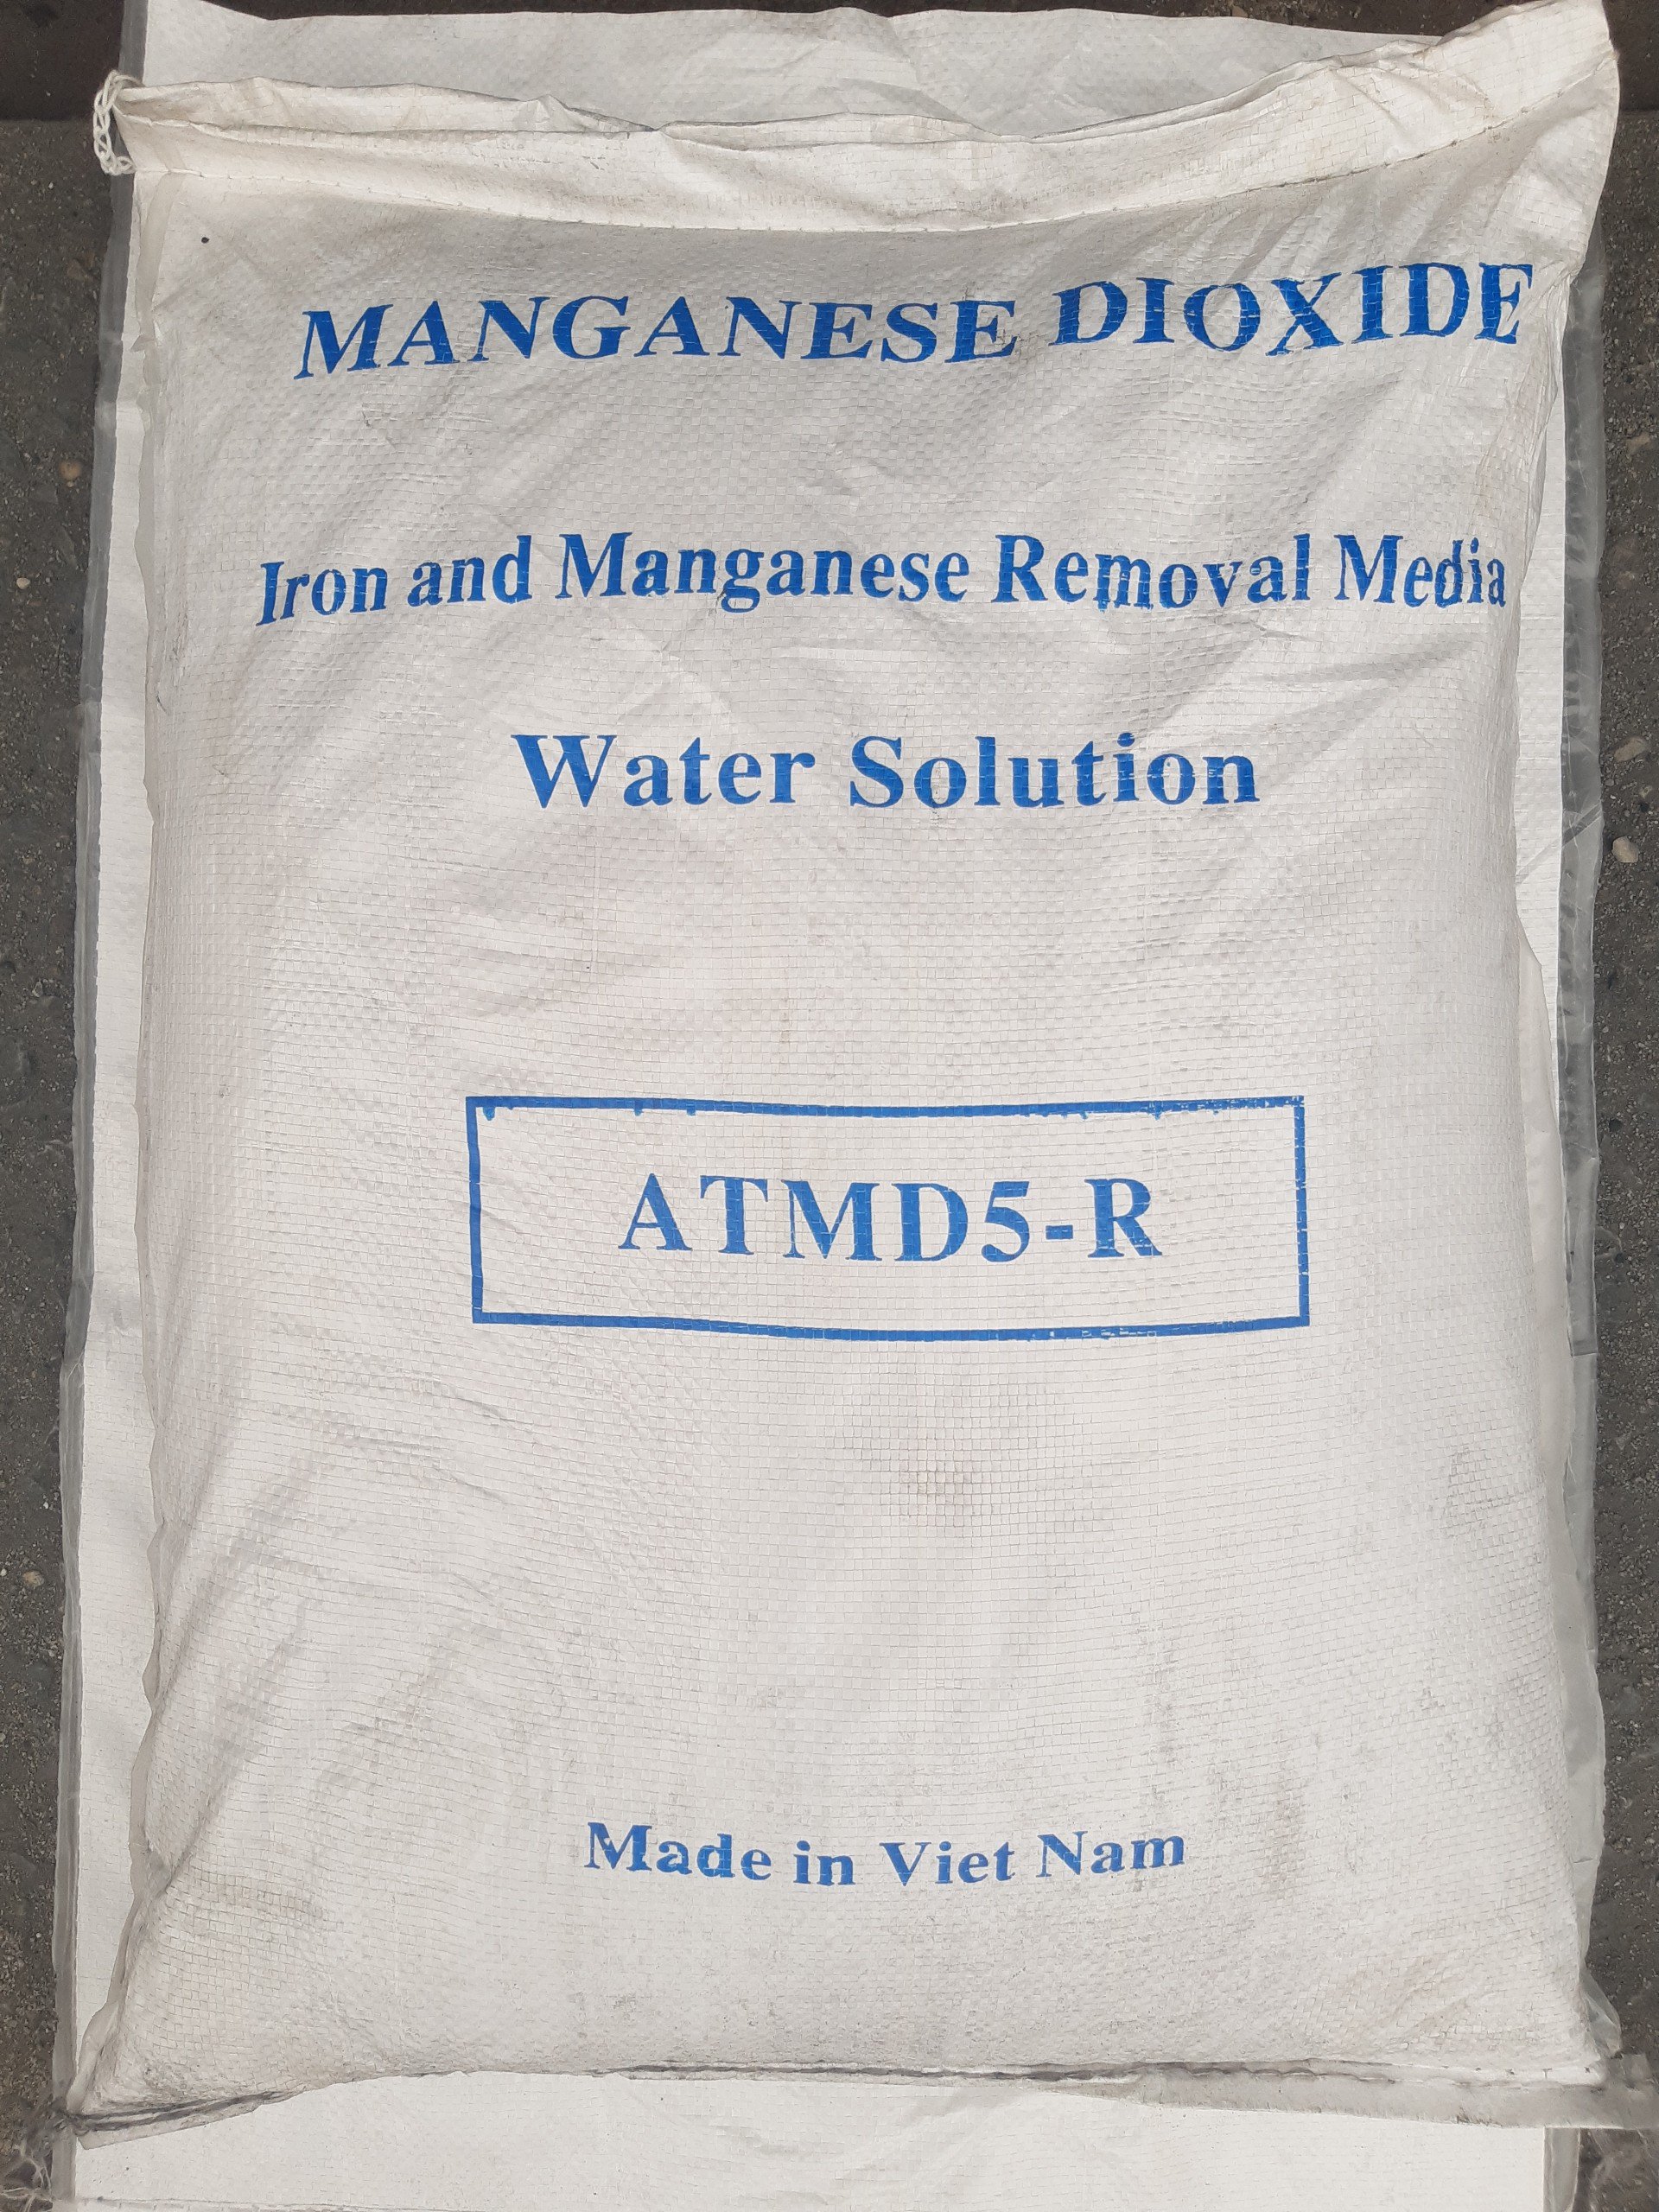 MANGANESE DIOXIDE
Iron and Manganese Removal Media
Water Solution
ATMD5-R
Made in Viet Nam